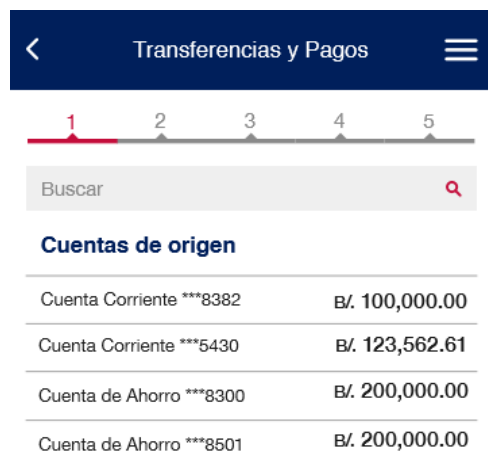 Transferencias y Pagos
1 2 3 4 5
Buscar
Cuentas de origen
Cuenta Corriente ***8382 B/. 100,000.00
Cuenta Corriente ***5430 B/. 123,562.61
Cuenta de Ahorro ***8300 B/. 200,000.00
Cuenta de Ahorro ***8501 B/. 200,000.00